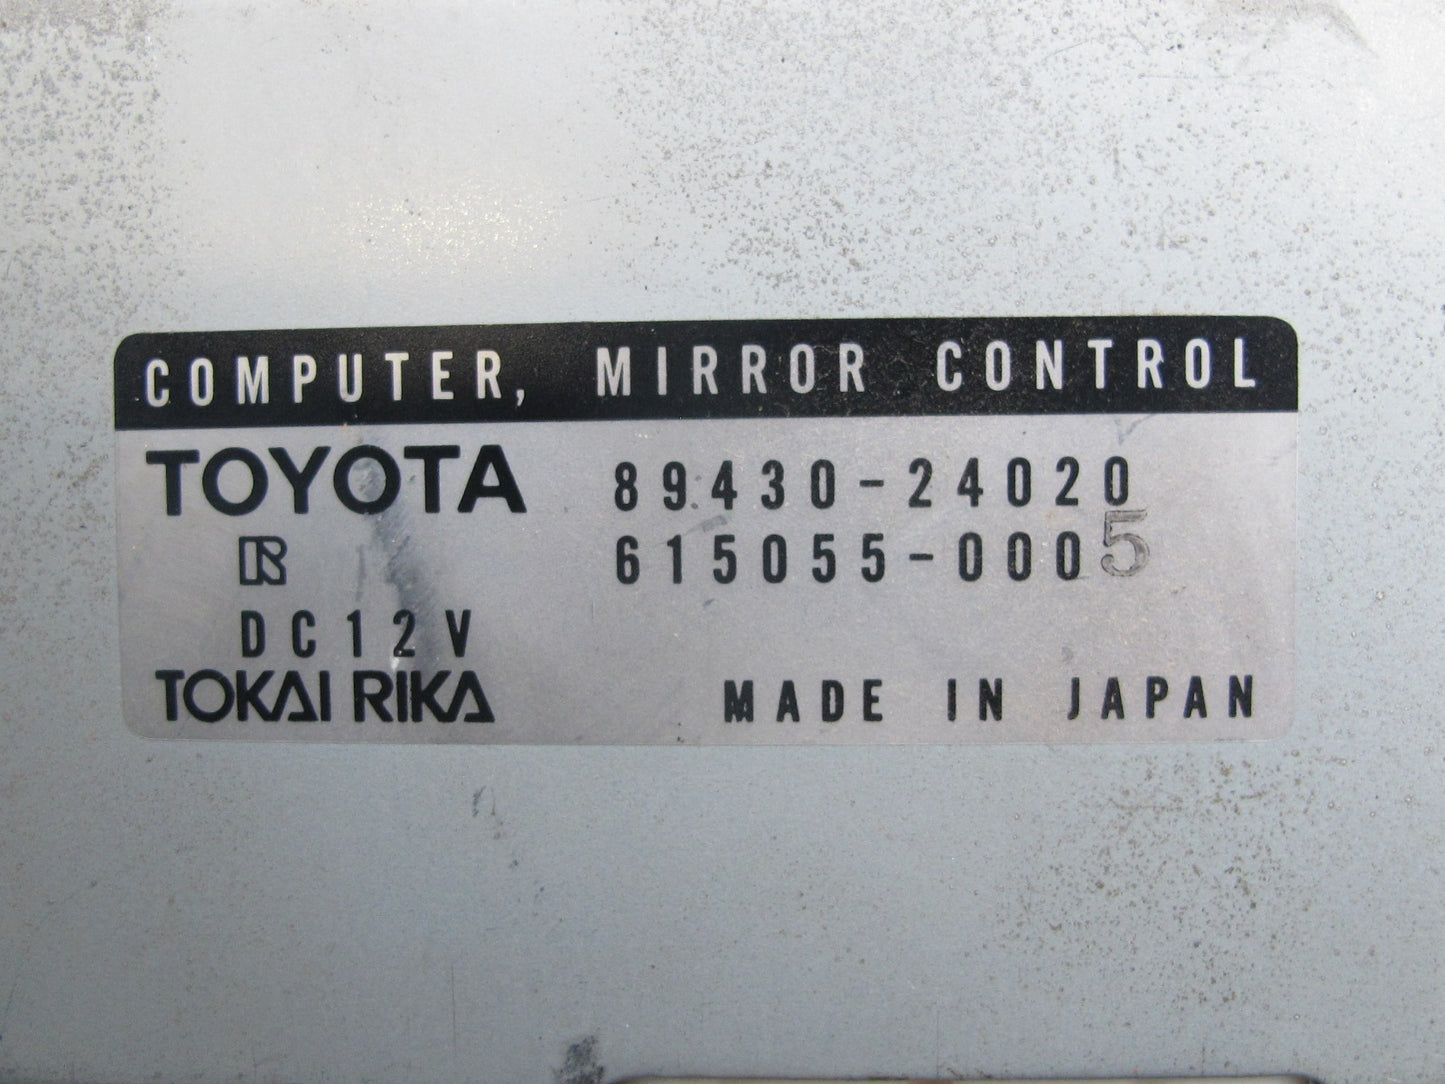 COMPUTER, MIRROR CONTROL
TOYOTA 89430-24020
R 615055-0005
DC12V
TOKAI RIKA MADE IN JAPAN